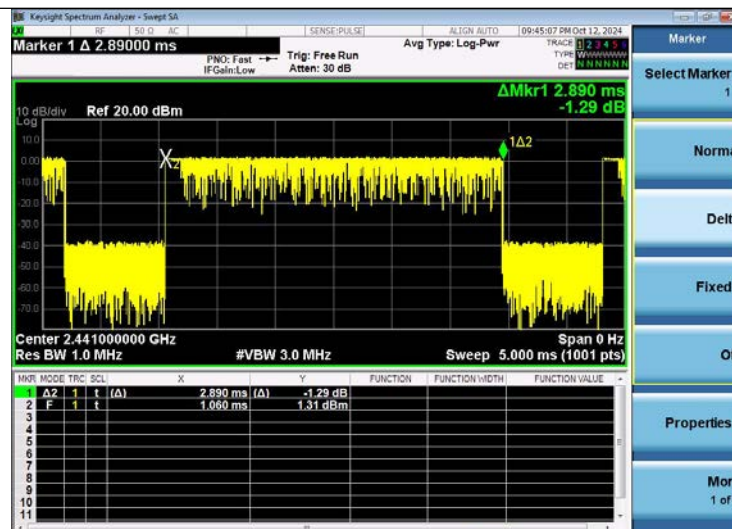 Keysight Spectrum Analyzer - Swept SA
RF 50 Ω AC SENSE:PULSE ALIGN AUTO 09:45:07 PM Oct 12, 2024
Marker 1 Δ 2.89000 ms
PNO: Fast
IFGain:Low
Trig: Free Run
Atten: 30 dB
Avg Type: Log-Pwr
TRACE 1 2 3 4 5 6
TYPE
DET N N N N N N
ΔMkr1 2.890 ms
-1.29 dB
10 dB/div Ref 20.00 dBm
Log
10.0
0.00
-10.0
-20.0
-30.0
-40.0
-50.0
-60.0
-70.0
X2
1Δ2
Center 2.441000000 GHz Span 0 Hz
Res BW 1.0 MHz #VBW 3.0 MHz Sweep 5.000 ms (1001 pts)
MKR MODE TRC SCL X Y FUNCTION FUNCTION WIDTH FUNCTION VALUE
1 Δ2 1 t (Δ) 2.890 ms (Δ) -1.29 dB
2 F 1 t 1.060 ms 1.31 dBm
3
4
5
6
7
8
9
10
11
Marker
Select Marker
1
Norma
Delt
Fixed
O
Properties
Mor
1 of